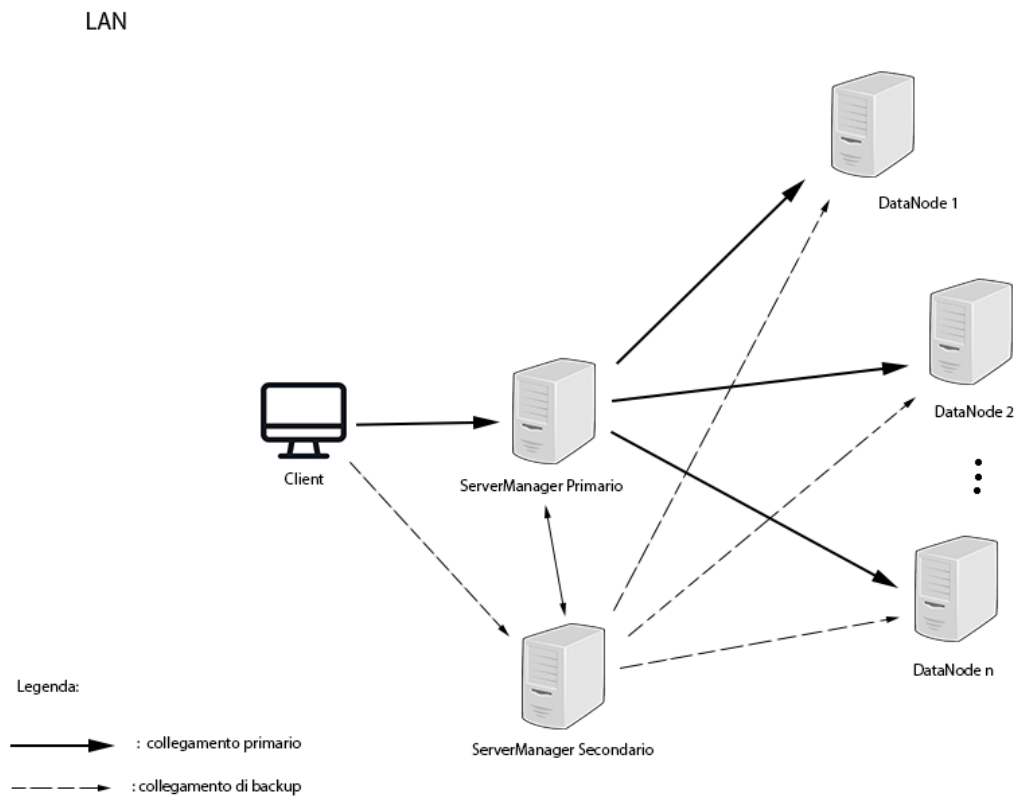 LAN
DataNode 1
DataNode 2
Client
ServerManager Primario
DataNode n
Legenda:
: collegamento primario
ServerManager Secondario
: collegamento di backup